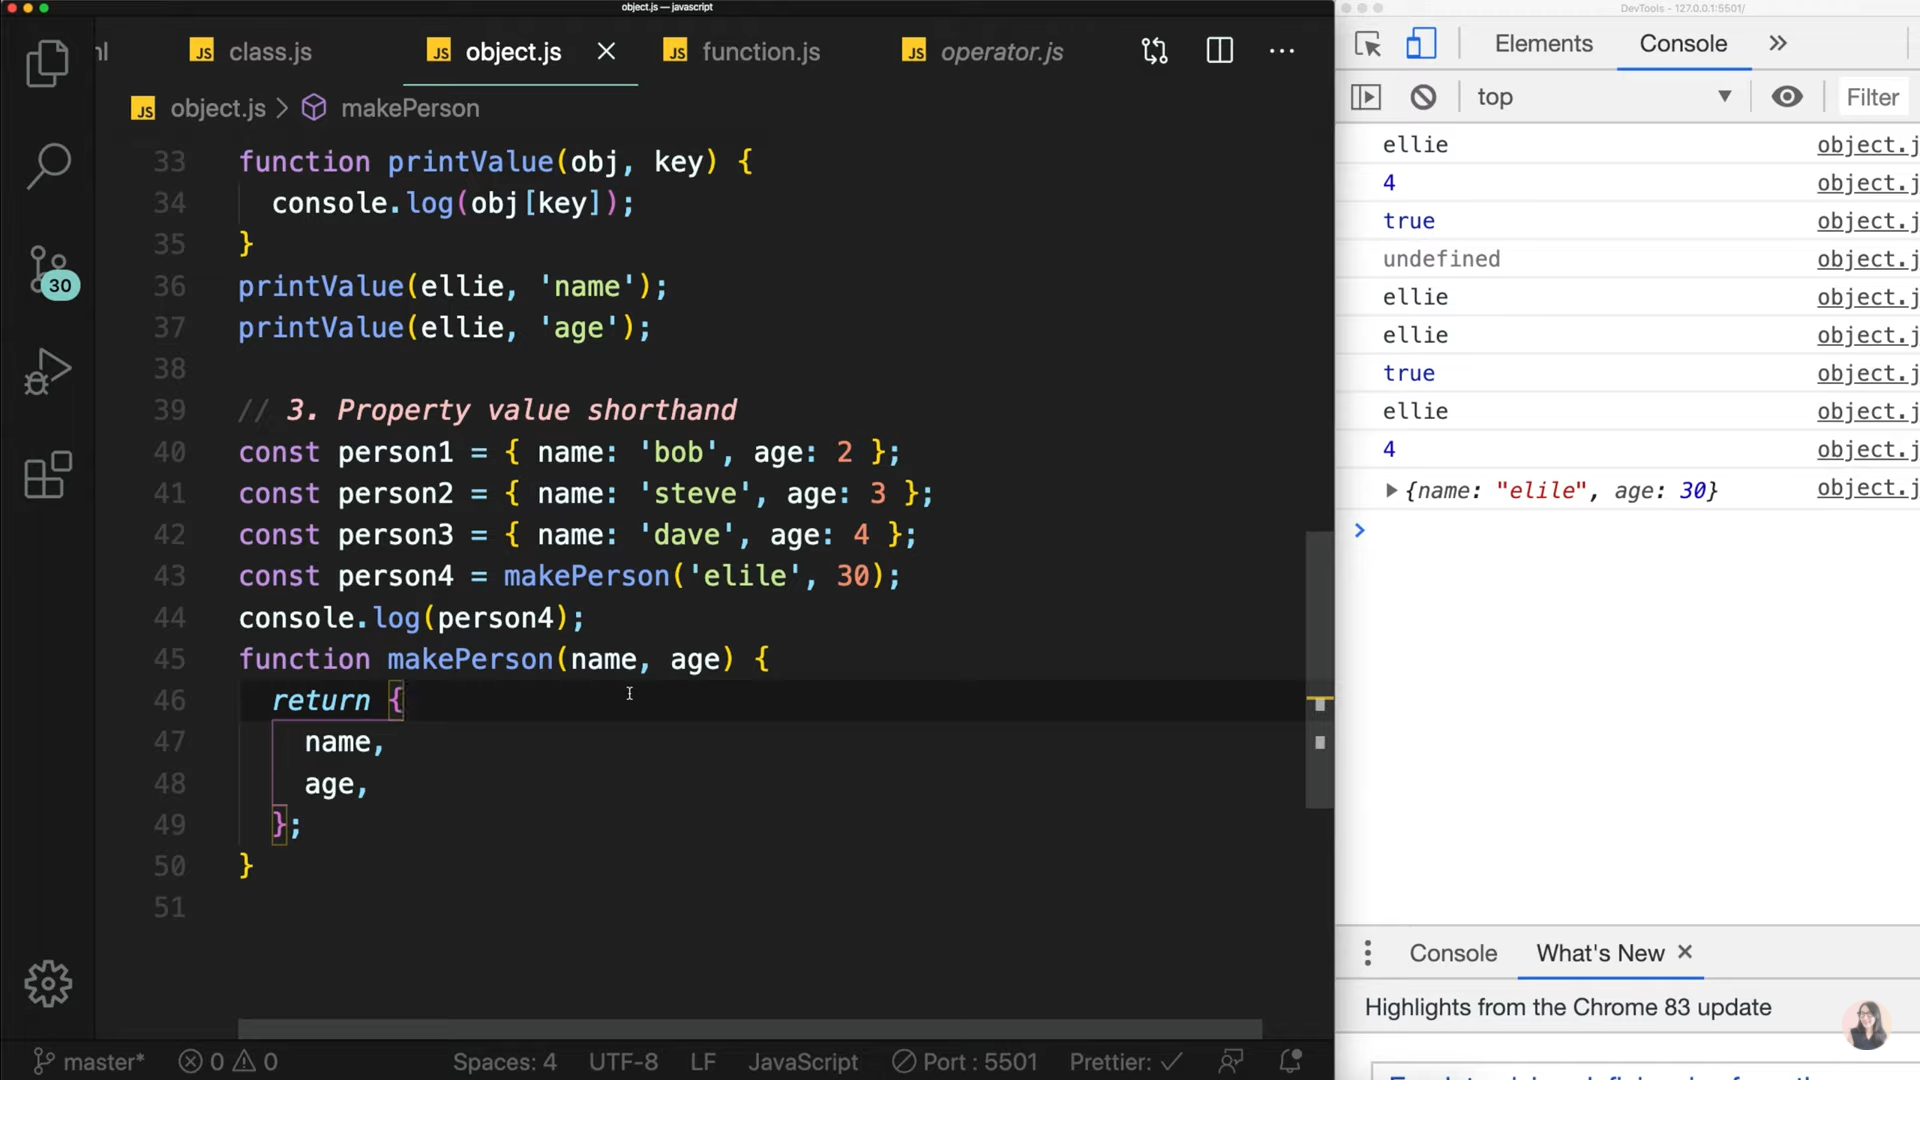 object.js — javascript
class.js
object.js
function.js
operator.js
object.js > makePerson
33 function printValue(obj, key) {
34 console.log(obj[key]);
35 }
36 printValue(ellie, 'name');
37 printValue(ellie, 'age');
38
39 // 3. Property value shorthand
40 const person1 = { name: 'bob', age: 2 };
41 const person2 = { name: 'steve', age: 3 };
42 const person3 = { name: 'dave', age: 4 };
43 const person4 = makePerson('elile', 30);
44 console.log(person4);
45 function makePerson(name, age) {
46 return {
47 name,
48 age,
49 };
50 }
51
30
master* 0 0 Spaces: 4 UTF-8 LF JavaScript Port : 5501 Prettier: ✓
DevTools - 127.0.0.1:5501/
Elements Console »
top Filter
ellie object.j
4 object.j
true object.j
undefined object.j
ellie object.j
ellie object.j
true object.j
ellie object.j
4 object.j
{name: "elile", age: 30} object.j
>
Console What's New
Highlights from the Chrome 83 update